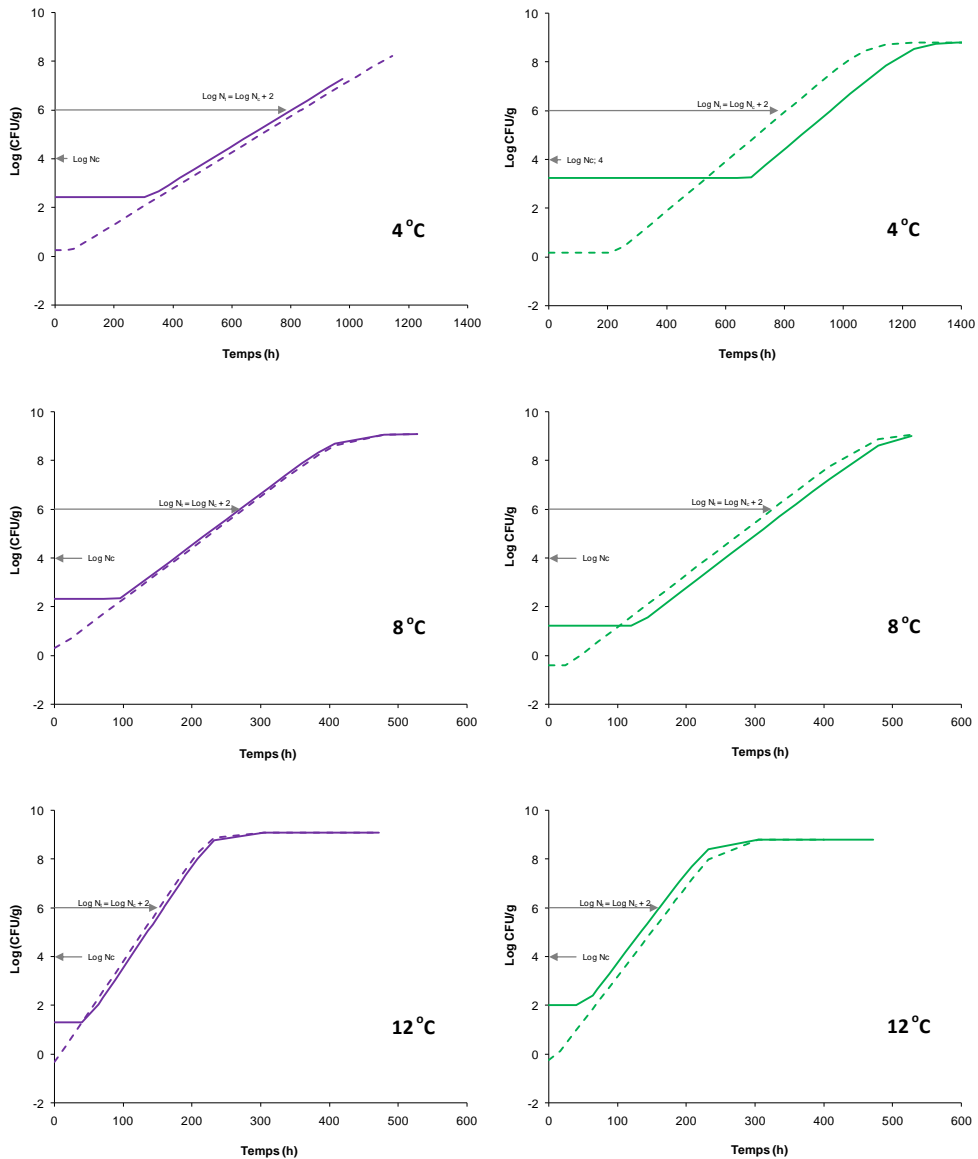 10
8
6
4
2
0
-2
Log (CFU/g)
Log Nₜ = Log N꜀ + 2
Log Nc
4 °C
0 200 400 600 800 1000 1200 1400
Temps (h)
10
8
6
4
2
0
-2
Log CFU/g
Log Nₜ = Log N꜀ + 2
Log Nc; 4
4 °C
0 200 400 600 800 1000 1200 1400
Temps (h)
10
8
6
4
2
0
-2
Log (CFU/g)
Log Nₜ = Log N꜀ + 2
Log Nc
8 °C
0 100 200 300 400 500 600
Temps (h)
10
8
6
4
2
0
-2
Log CFU/g
Log Nₜ = Log N꜀ + 2
Log Nc
8 °C
0 100 200 300 400 500 600
Temps (h)
10
8
6
4
2
0
-2
Log (CFU/g)
Log Nₜ = Log N꜀ + 2
Log Nc
12 °C
0 100 200 300 400 500 600
Temps (h)
10
8
6
4
2
0
-2
Log CFU/g
Log Nₜ = Log N꜀ + 2
Log Nc
12 °C
0 100 200 300 400 500 600
Temps (h)